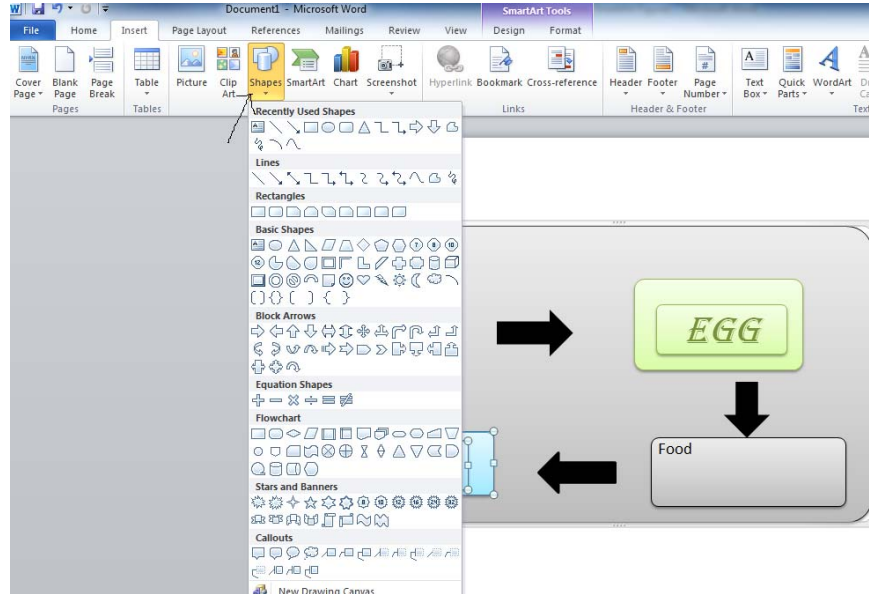 W Document1 - Microsoft Word SmartArt Tools
File Home Insert Page Layout References Mailings Review View Design Format
Cover Page Blank Page Page Break Table Picture Clip Art Shapes SmartArt Chart Screenshot Hyperlink Bookmark Cross-reference Header Footer Page Number Text Box Quick Parts WordArt
Pages Tables Links Header & Footer
Recently Used Shapes
Lines
Rectangles
Basic Shapes
Block Arrows
Equation Shapes
Flowchart
Stars and Banners
Callouts
New Drawing Canvas
EGG
Food